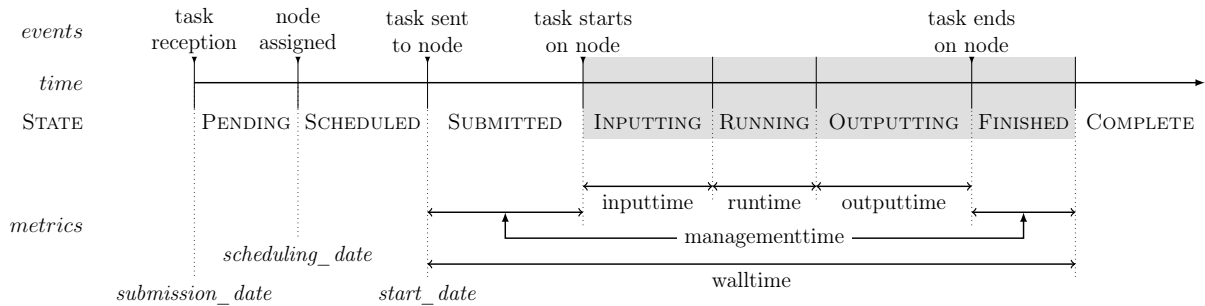 events
task reception
node assigned
task sent to node
task starts on node
task ends on node
time
STATE
PENDING
SCHEDULED
SUBMITTED
INPUTTING
RUNNING
OUTPUTTING
FINISHED
COMPLETE
metrics
inputtime
runtime
outputtime
managementtime
scheduling_date
walltime
submission_date
start_date